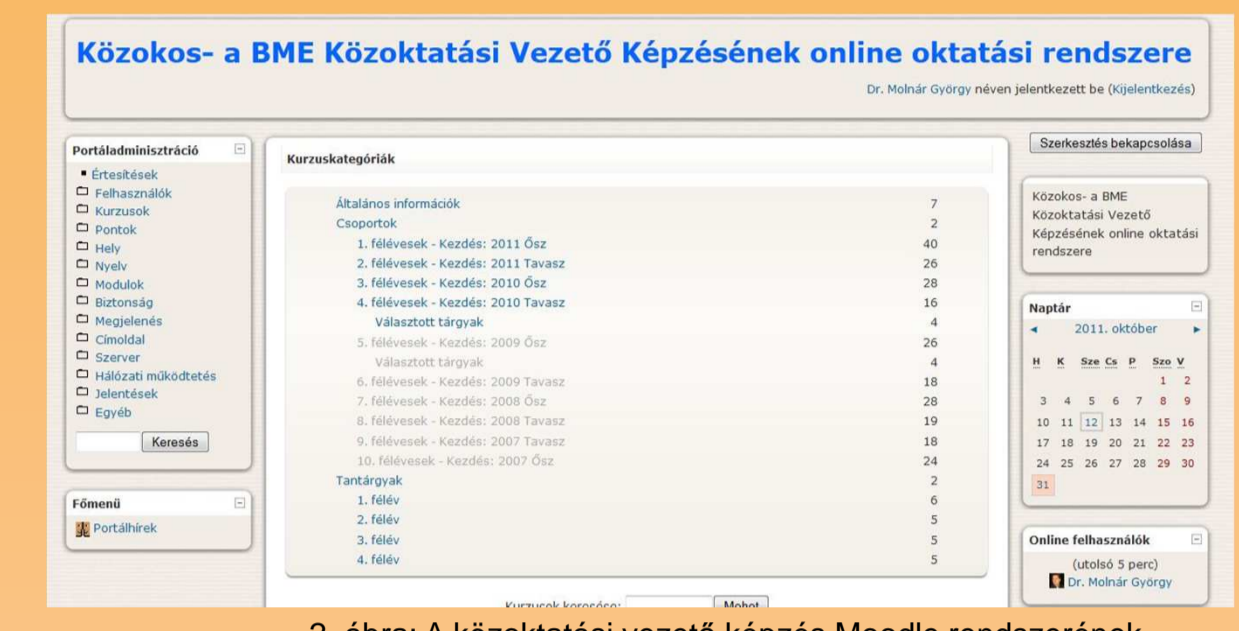 Közokos- a BME Közoktatási Vezető Képzésének online oktatási rendszere
Dr. Molnár György néven jelentkezett be (Kijelentkezés)
Portáladminisztráció
Értesítések
Felhasználók
Kurzusok
Pontok
Hely
Nyelv
Modulok
Biztonság
Megjelenés
Címoldal
Szerver
Hálózati működtetés
Jelentések
Egyéb
Keresés
Főmenü
Portálhírek
Kurzuskategóriák
Általános információk 7
Csoportok 2
1. félévesek - Kezdés: 2011 Ősz 40
2. félévesek - Kezdés: 2011 Tavasz 26
3. félévesek - Kezdés: 2010 Ősz 28
4. félévesek - Kezdés: 2010 Tavasz 16
Választott tárgyak 4
5. félévesek - Kezdés: 2009 Ősz 26
Választott tárgyak 4
6. félévesek - Kezdés: 2009 Tavasz 18
7. félévesek - Kezdés: 2008 Ősz 28
8. félévesek - Kezdés: 2008 Tavasz 19
9. félévesek - Kezdés: 2007 Tavasz 18
10. félévesek - Kezdés: 2007 Ősz 24
Tantárgyak 2
1. félév 6
2. félév 5
3. félév 5
4. félév 5
Kurzusok keresése: Mehet
Szerkesztés bekapcsolása
Közokos- a BME
Közoktatási Vezető
Képzésének online oktatási
rendszere
Naptár
2011. október
H K Sze Cs P Szo V
1 2
3 4 5 6 7 8 9
10 11 12 13 14 15 16
17 18 19 20 21 22 23
24 25 26 27 28 29 30
31
Online felhasználók
(utolsó 5 perc)
Dr. Molnár György
ábra: A közoktatási vezető képzés Moodle rendszerének